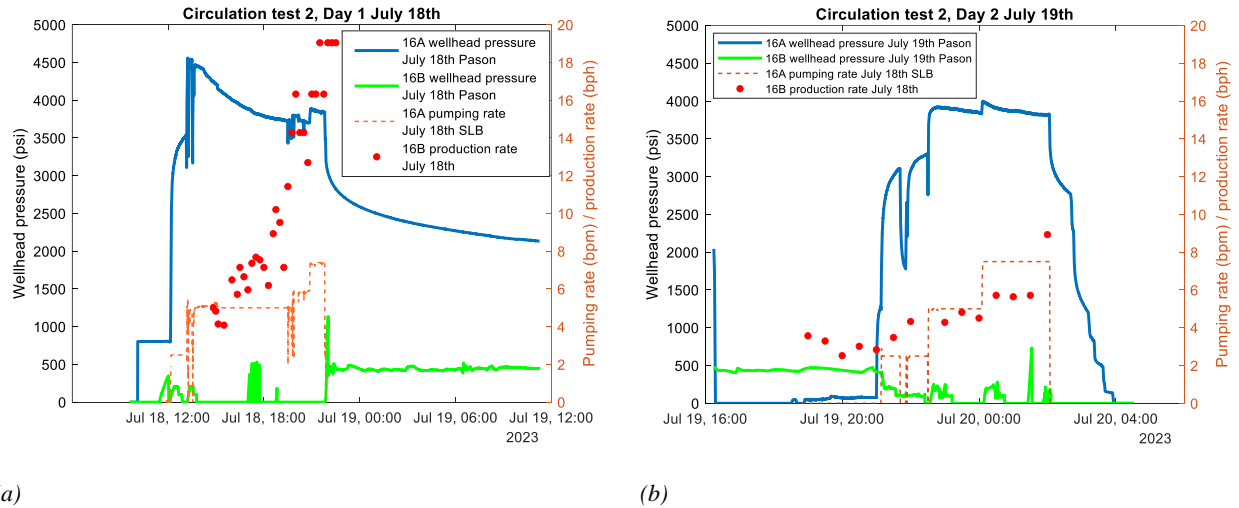 Circulation test 2, Day 1 July 18th
16A wellhead pressure
July 18th Pason
16B wellhead pressure
July 18th Pason
16A pumping rate
July 18th SLB
16B production rate
July 18th
Wellhead pressure (psi)
5000
4500
4000
3500
3000
2500
2000
1500
1000
500
0
20
18
16
14
12
10
8
6
4
2
0
Pumping rate (bpm) / production rate (bph)
Jul 18, 12:00 Jul 18, 18:00 Jul 19, 00:00 Jul 19, 06:00 Jul 19, 12:00
2023
a)
Circulation test 2, Day 2 July 19th
16A wellhead pressure July 19th Pason
16B wellhead pressure July 19th Pason
16A pumping rate July 18th SLB
16B production rate July 18th
Wellhead pressure (psi)
5000
4500
4000
3500
3000
2500
2000
1500
1000
500
0
20
18
16
14
12
10
8
6
4
2
0
Pumping rate (bpm) / production rate (bph)
Jul 19, 16:00 Jul 19, 20:00 Jul 20, 00:00 Jul 20, 04:00
2023
(b)